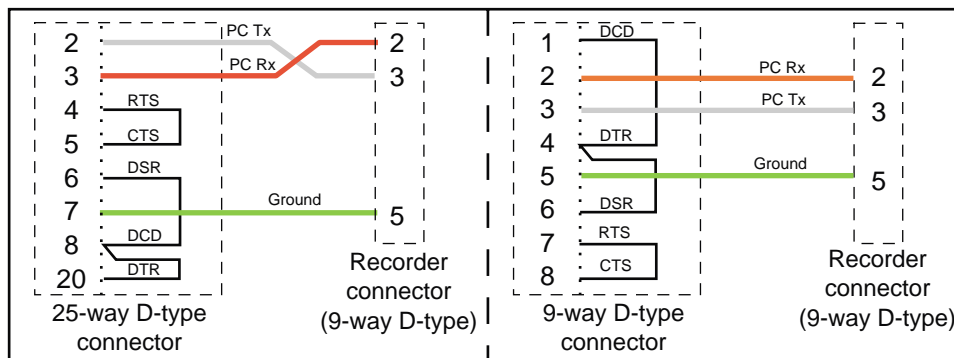 2
PC Tx
2
3
PC Rx
3
4
RTS
5
CTS
6
DSR
7
Ground
5
8
DCD
20
DTR
25-way D-type
connector
Recorder
connector
(9-way D-type)
1
DCD
2
PC Rx
2
3
PC Tx
3
4
DTR
5
Ground
5
6
DSR
7
RTS
8
CTS
9-way D-type
connector
Recorder
connector
(9-way D-type)